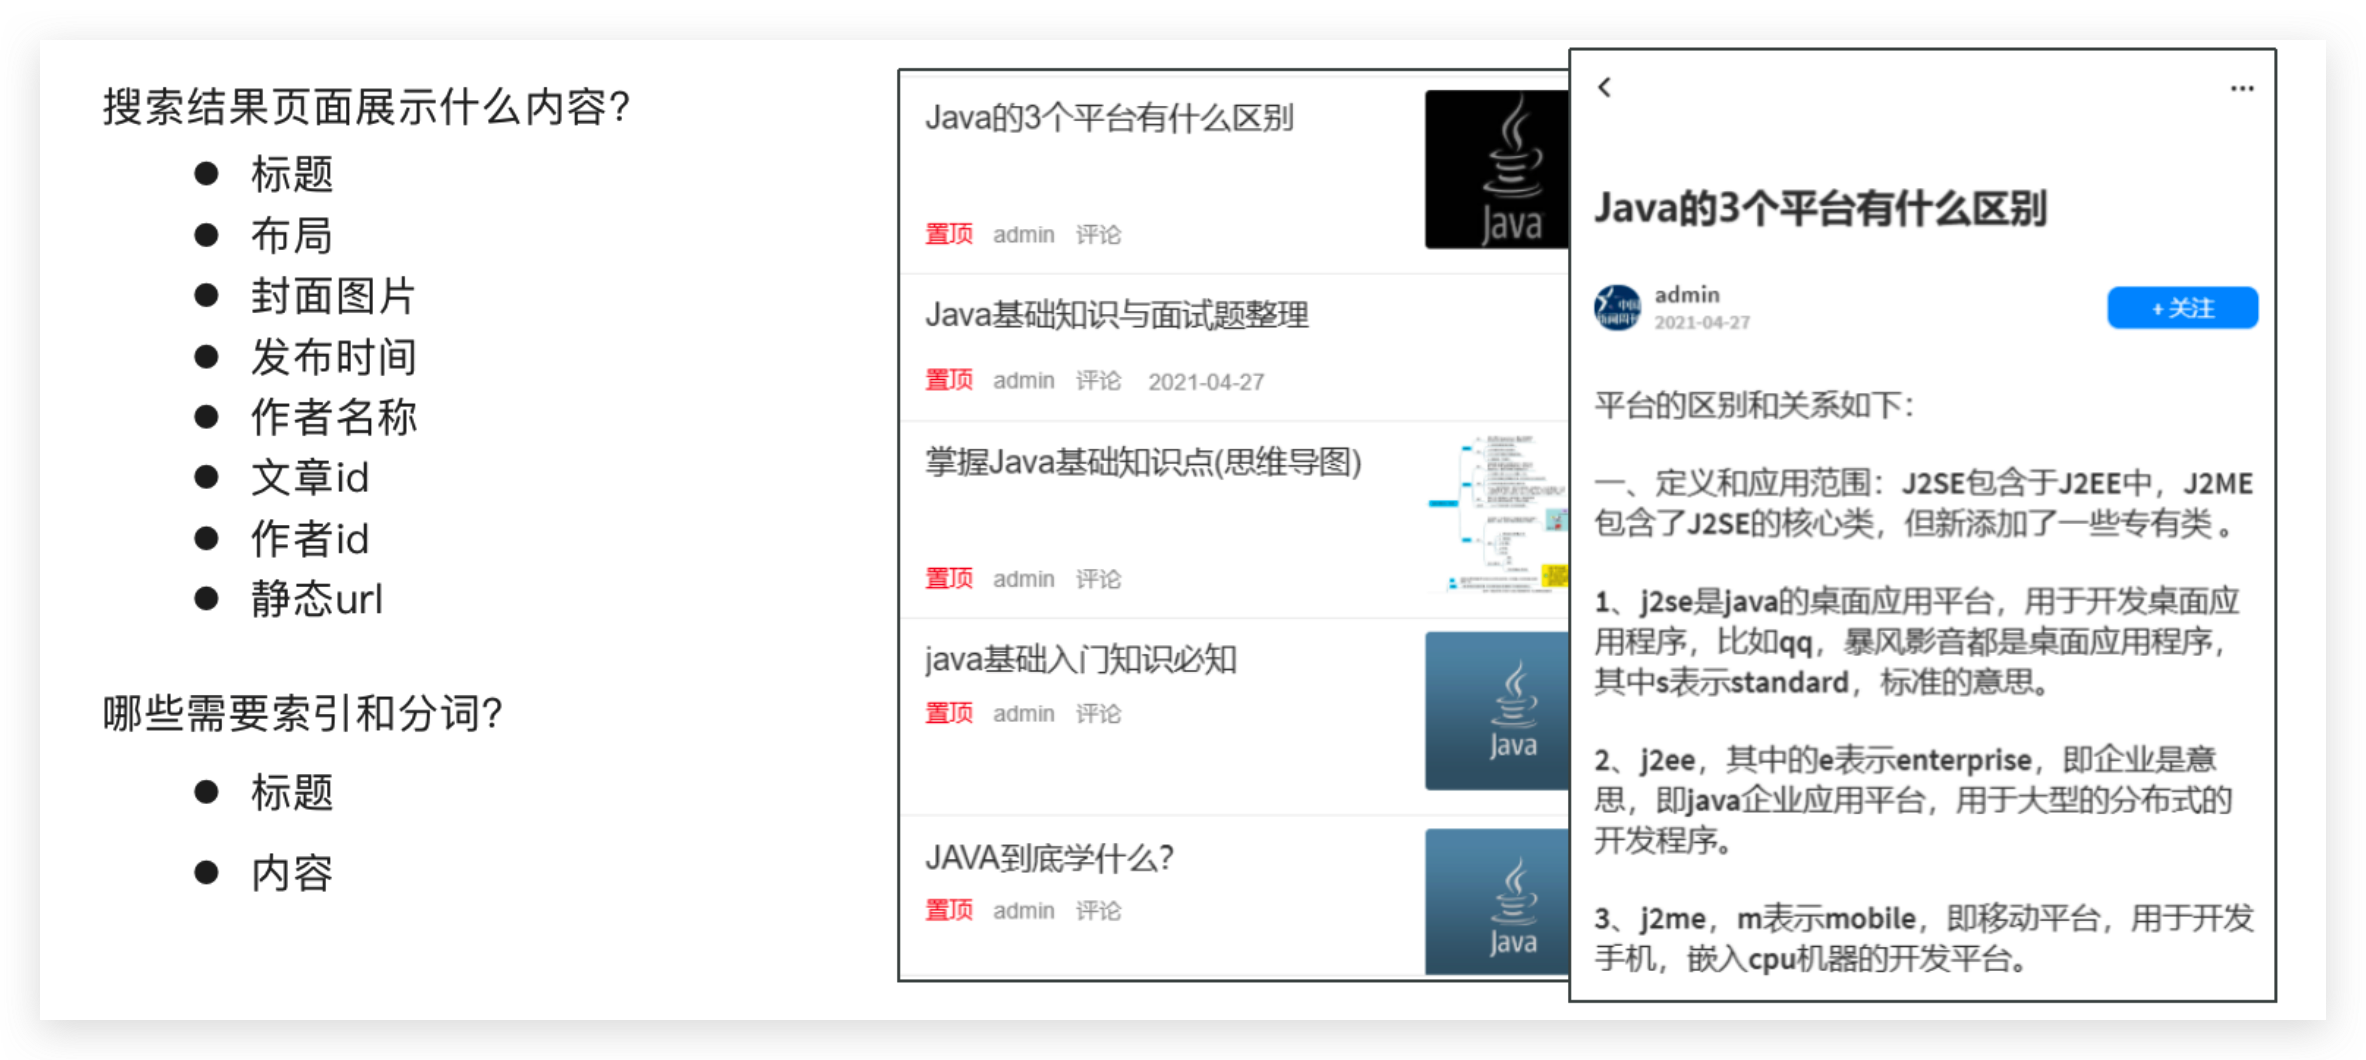 搜索结果页面展示什么内容?
● 标题
● 布局
● 封面图片
● 发布时间
● 作者名称
● 文章id
● 作者id
● 静态url
哪些需要索引和分词?
● 标题
● 内容
Java的3个平台有什么区别
置顶 admin 评论
Java
Java基础知识与面试题整理
置顶 admin 评论 2021-04-27
掌握Java基础知识点(思维导图)
置顶 admin 评论
java基础入门知识必知
置顶 admin 评论
Java
JAVA到底学什么?
置顶 admin 评论
Java
Java的3个平台有什么区别
admin
2021-04-27
+ 关注
平台的区别和关系如下：
一、定义和应用范围：J2SE包含于J2EE中，J2ME
包含了J2SE的核心类，但新添加了一些专有类。
1、j2se是java的桌面应用平台，用于开发桌面应
用程序，比如qq，暴风影音都是桌面应用程序，
其中s表示standard，标准的意思。
2、j2ee，其中的e表示enterprise，即企业是意
思，即java企业应用平台，用于大型的分布式的
开发程序。
3、j2me，m表示mobile，即移动平台，用于开发
手机，嵌入cpu机器的开发平台。